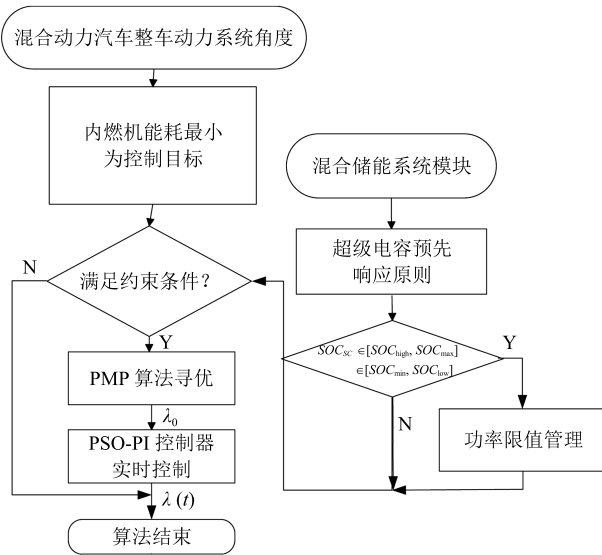 混合动力汽车整车动力系统角度
内燃机能耗最小
为控制目标
混合储能系统模块
超级电容预先
响应原则
N
满足约束条件？
Y
SOC_SC ∈[SOC_high, SOC_max]
∈[SOC_min, SOC_low]
Y
N
PMP 算法寻优
λ₀
功率限值管理
PSO-PI 控制器
实时控制
λ (t)
算法结束